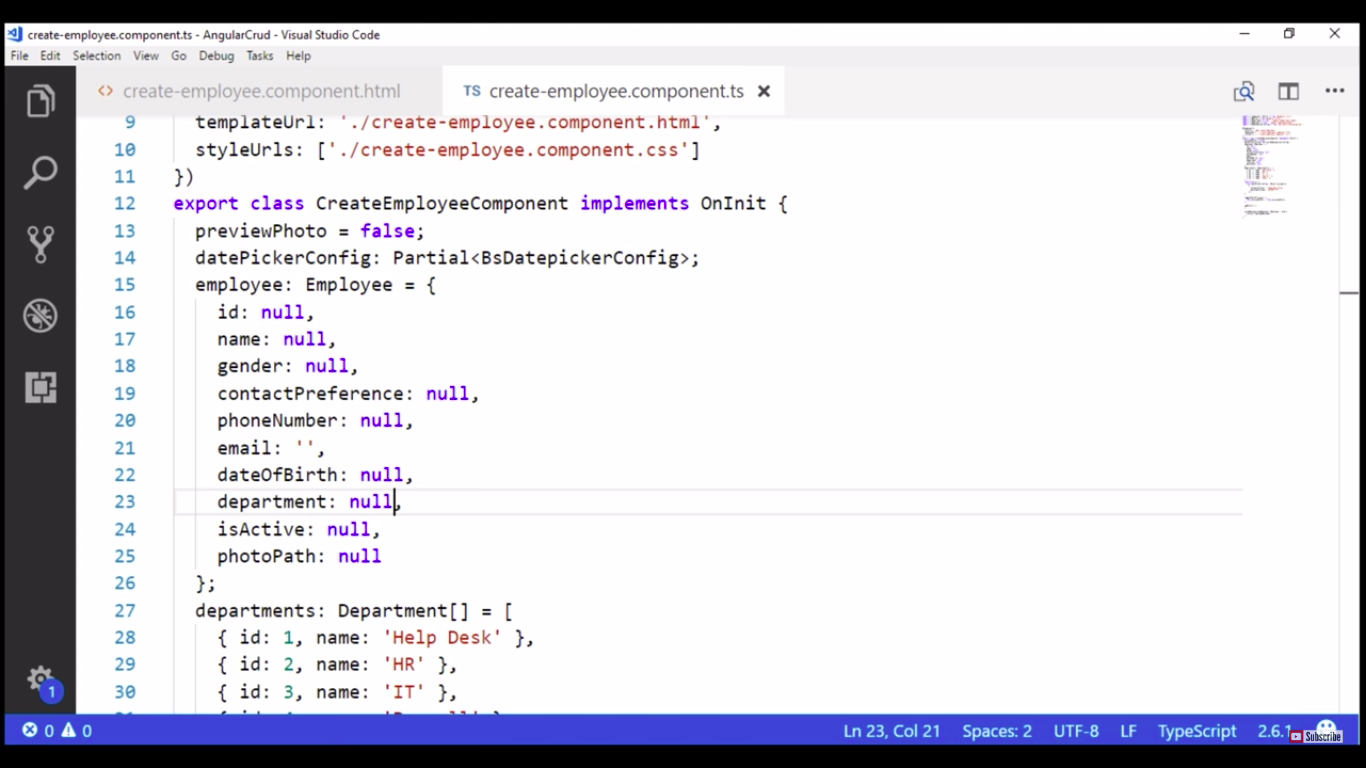 create-employee.component.ts - AngularCrud - Visual Studio Code
File Edit Selection View Go Debug Tasks Help
<> create-employee.component.html TS create-employee.component.ts
9 templateUrl: './create-employee.component.html',
10 styleUrls: ['./create-employee.component.css']
11 })
12 export class CreateEmployeeComponent implements OnInit {
13 previewPhoto = false;
14 datePickerConfig: Partial<BsDatepickerConfig>;
15 employee: Employee = {
16 id: null,
17 name: null,
18 gender: null,
19 contactPreference: null,
20 phoneNumber: null,
21 email: '',
22 dateOfBirth: null,
23 department: null,
24 isActive: null,
25 photoPath: null
26 };
27 departments: Department[] = [
28 { id: 1, name: 'Help Desk' },
29 { id: 2, name: 'HR' },
30 { id: 3, name: 'IT' },
1
0 0 Ln 23, Col 21 Spaces: 2 UTF-8 LF TypeScript 2.6.1
Subscribe